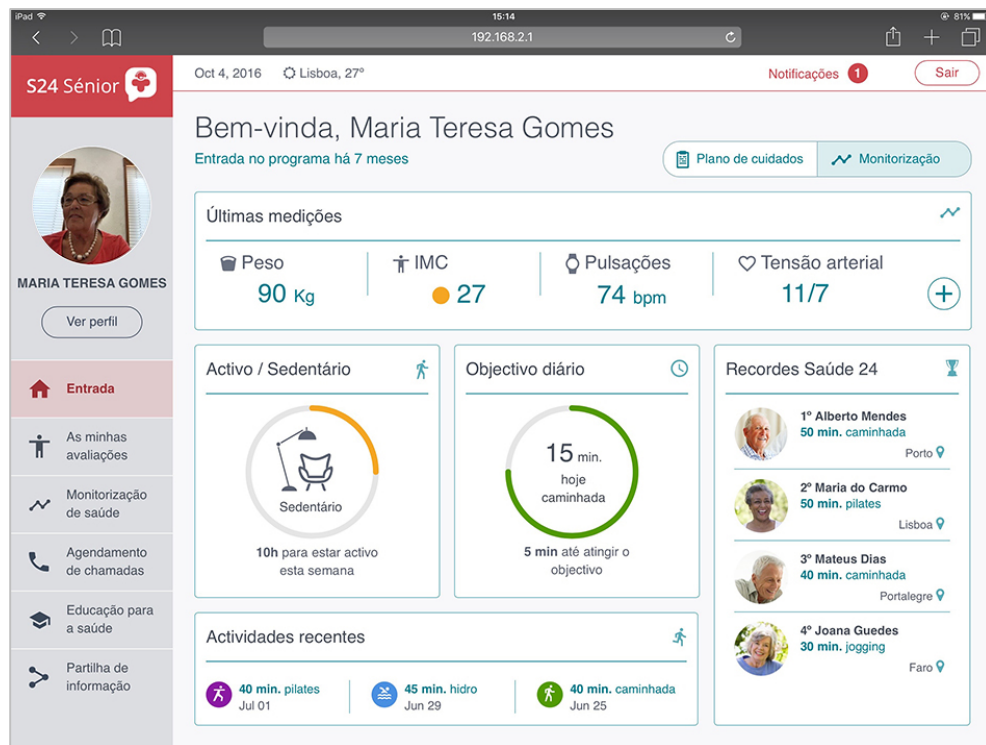 iPad
15:14
81%
192.168.2.1
S24 Sénior
Oct 4, 2016
Lisboa, 27°
Notificações 1
Sair
Bem-vinda, Maria Teresa Gomes
Entrada no programa há 7 meses
Plano de cuidados
Monitorização
MARIA TERESA GOMES
Ver perfil
Entrada
As minhas
avaliações
Monitorização
de saúde
Agendamento
de chamadas
Educação para
a saúde
Partilha de
informação
Últimas medições
Peso
90 Kg
IMC
27
Pulsações
74 bpm
Tensão arterial
11/7
Activo / Sedentário
Sedentário
10h para estar activo
esta semana
Objectivo diário
15 min.
hoje
caminhada
5 min até atingir o
objectivo
Recordes Saúde 24
1º Alberto Mendes
50 min. caminhada
Porto
2º Maria do Carmo
50 min. pilates
Lisboa
3º Mateus Dias
40 min. caminhada
Portalegre
4º Joana Guedes
30 min. jogging
Faro
Actividades recentes
40 min. pilates
Jul 01
45 min. hidro
Jun 29
40 min. caminhada
Jun 25